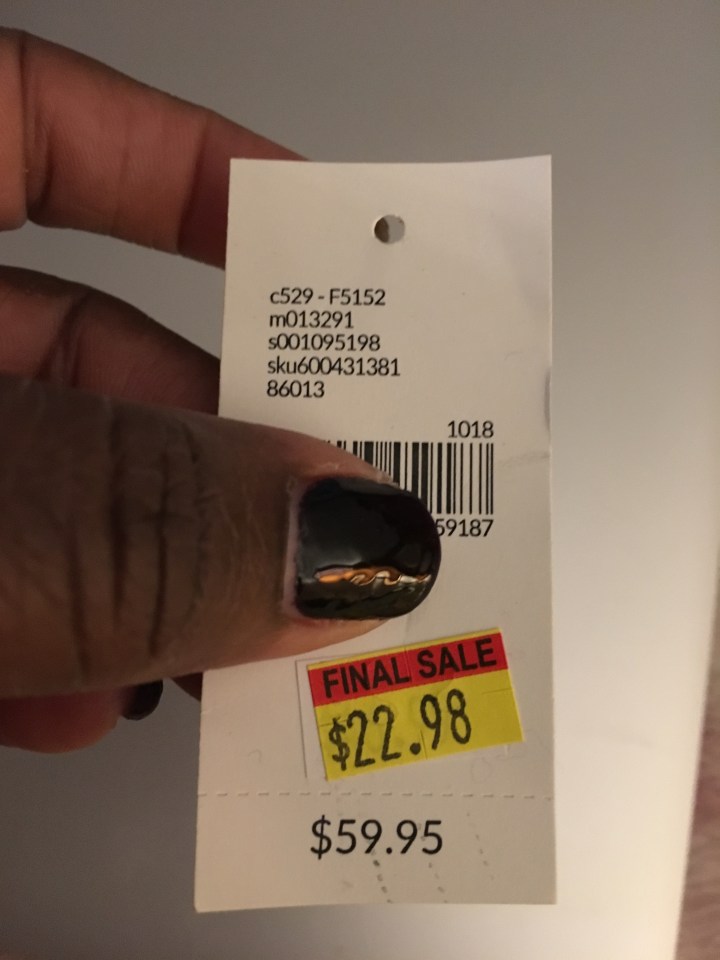 c529 - F5152
m013291
s001095198
sku600431381
86013
1018
59187
FINAL SALE
$22.98
$59.95